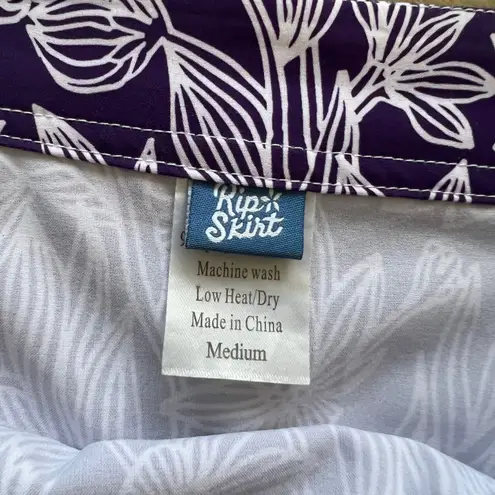 Rip Skirt
Machine wash
Low Heat/Dry
Made in China
Medium